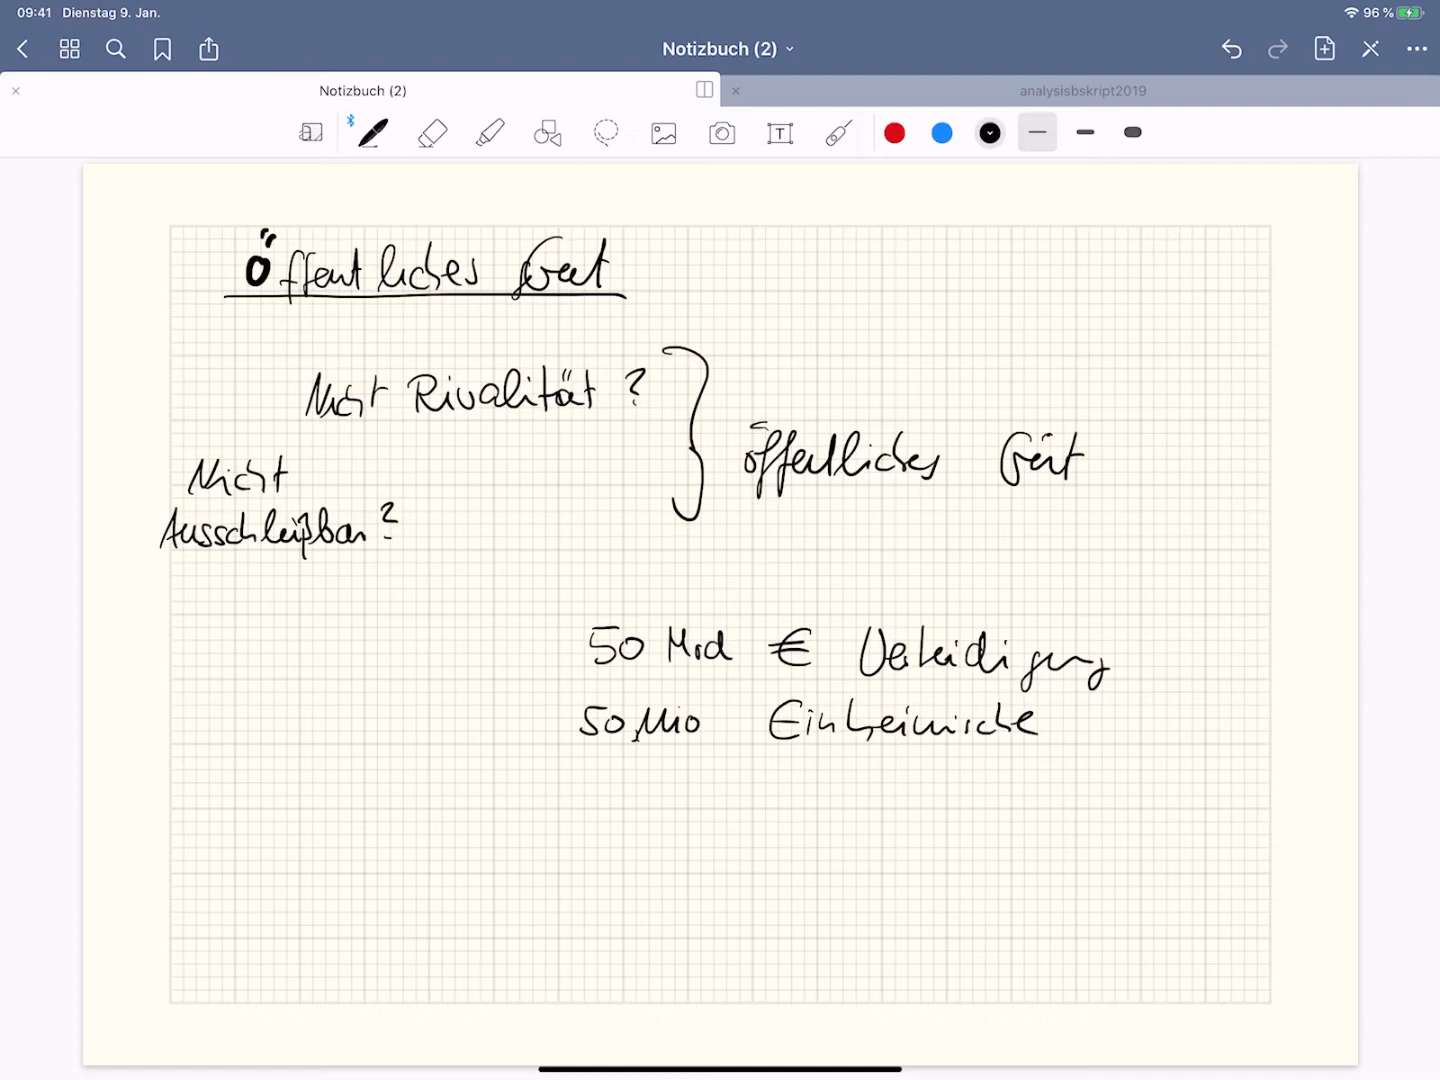 09:41 Dienstag 9. Jan.
96 %
Notizbuch (2)
Notizbuch (2)
analysisbskript2019
T
Öffentliches Gut
Nicht Rivalität ?
öffentliches Gut
Nicht
Ausschließbar ?
50 Mrd € Verteidigung
50 Mio Einheimische